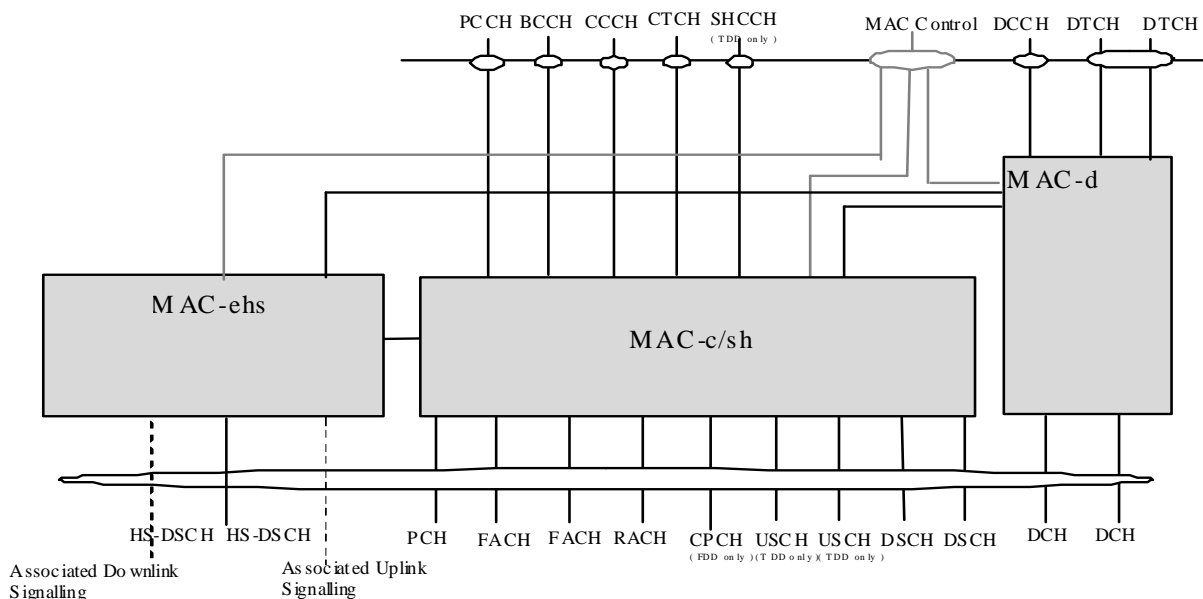 PCCH BCCH CCCH CTCH SHCCH MAC Control DCCH DTCH DTCH
( TDD only )
MAC-d
MAC-ehs
MAC-c/sh
HS-DSCH HS-DSCH PCH FACH FACH RACH CPCH USCH USCH DSCH DSCH DCH DCH
( FDD only ) ( TDD only ) ( TDD only )
Associated Downlink
Signalling
Associated Uplink
Signalling